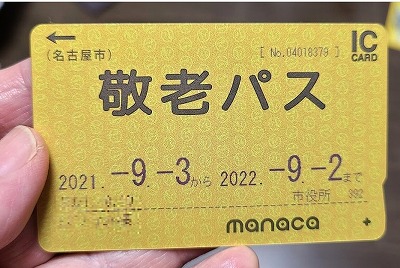 ←
(名古屋市)
[ No.04018379 ]
IC
CARD
敬老パス
2021. -9. -3から 2022. -9. -2まで
市役所 392
manaca
+